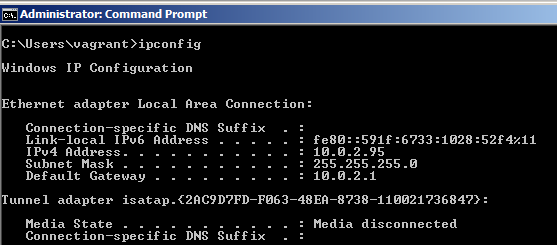 Administrator: Command Prompt
C:\Users\vagrant>ipconfig
Windows IP Configuration
Ethernet adapter Local Area Connection:
Connection-specific DNS Suffix . :
Link-local IPv6 Address . . . . . : fe80::591f:6733:1028:52f4%11
IPv4 Address. . . . . . . . . . . : 10.0.2.95
Subnet Mask . . . . . . . . . . . : 255.255.255.0
Default Gateway . . . . . . . . . : 10.0.2.1
Tunnel adapter isatap.{2AC9D7FD-F063-48EA-8738-110021736847}:
Media State . . . . . . . . . . . : Media disconnected
Connection-specific DNS Suffix . :